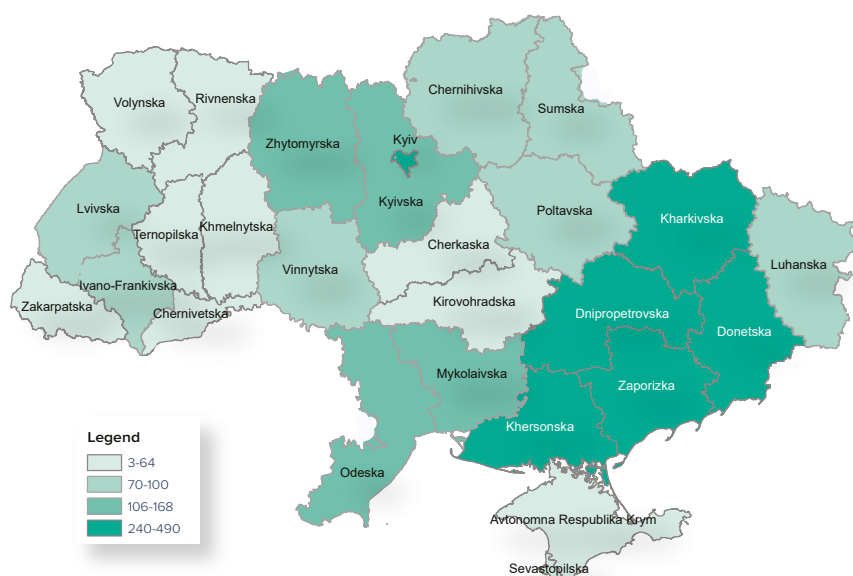 Volynska
Rivnenska
Chernihivska
Sumska
Zhytomyrska
Kyiv
Lvivska
Ternopilska
Khmelnytska
Kyivska
Poltavska
Kharkivska
Cherkaska
Luhanska
Vinnytska
Ivano-Frankivska
Zakarpatska
Chernivetska
Kirovohradska
Dnipropetrovska
Donetska
Mykolaivska
Zaporizka
Khersonska
Odeska
Avtonomna Respublika Krym
Sevastopilska
Legend
3-64
70-100
106-168
240-490